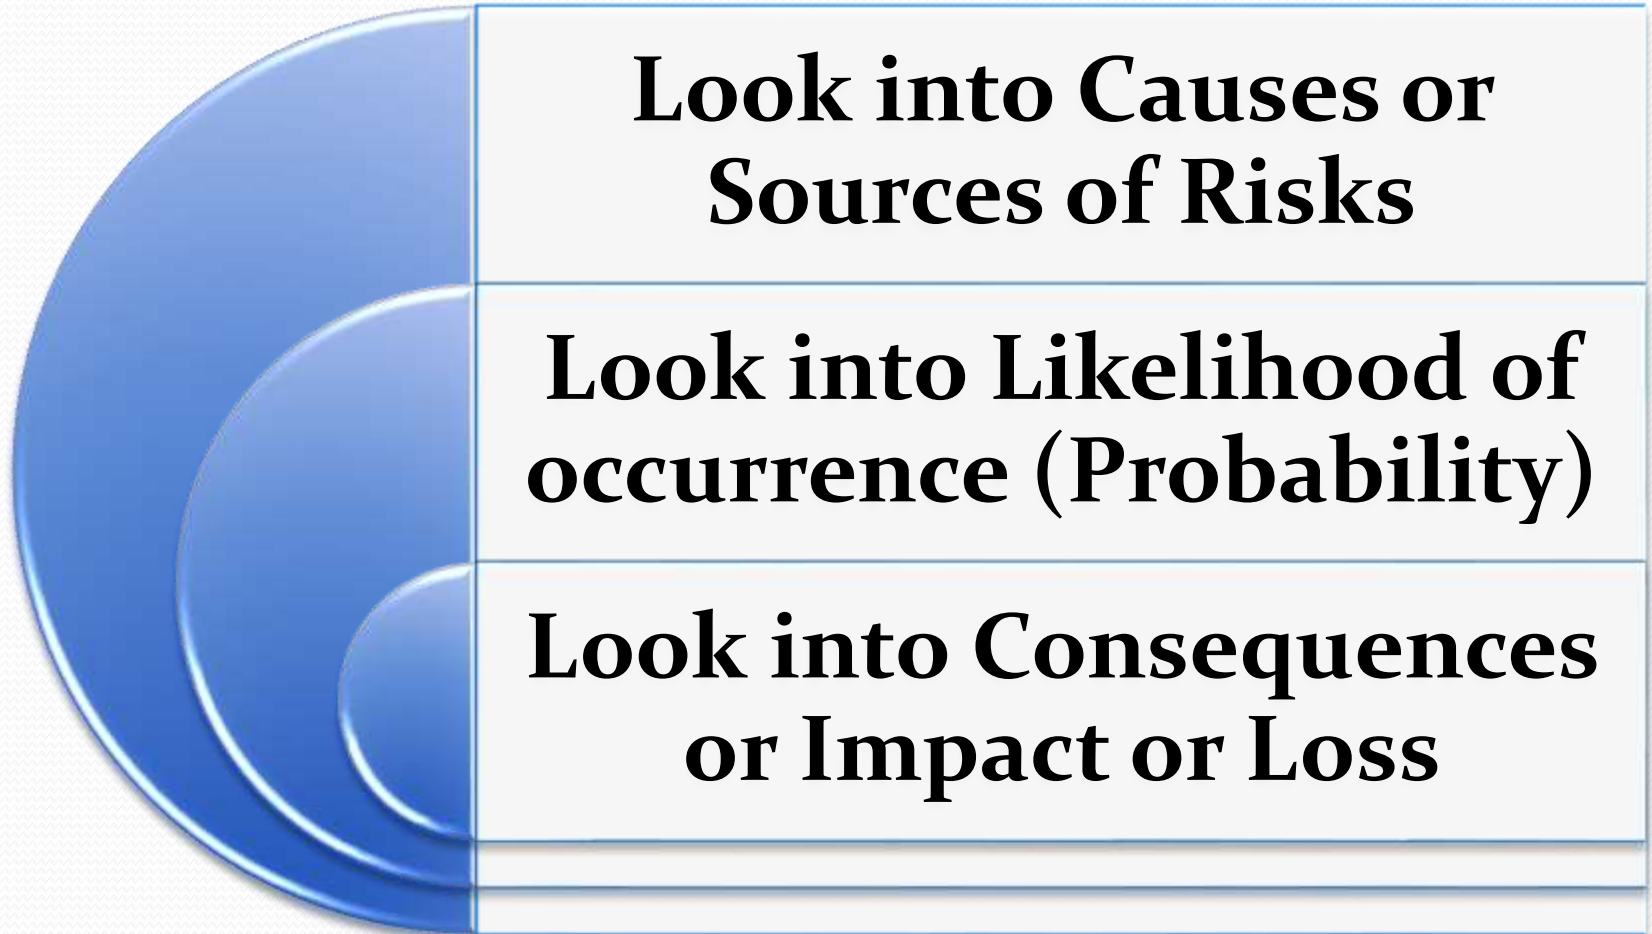 Look into Causes or
Sources of Risks
Look into Likelihood of
occurrence (Probability)
Look into Consequences
or Impact or Loss